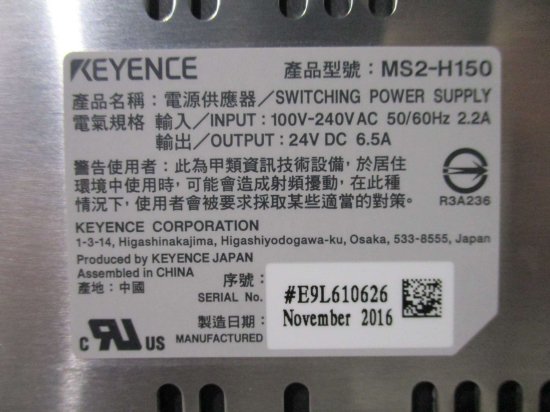 KEYENCE 產品型號：MS2-H150
產品名稱：電源供應器／SWITCHING POWER SUPPLY
電氣規格 輸入／INPUT : 100V-240V AC 50/60Hz 2.2A
輸出／OUTPUT : 24V DC 6.5A
警告使用者：此為甲類資訊技術設備，於居住
環境中使用時，可能會造成射頻擾動，在此種
情況下，使用者會被要求採取某些適當的對策。
R3A236
KEYENCE CORPORATION
1-3-14, Higashinakajima, Higashiyodogawa-ku, Osaka, 533-8555, Japan
Produced by KEYENCE JAPAN
Assembled in CHINA
產地：中國
序號：
SERIAL No.
#E9L610626
製造日期：
MANUFACTURED
November 2016
c RU US